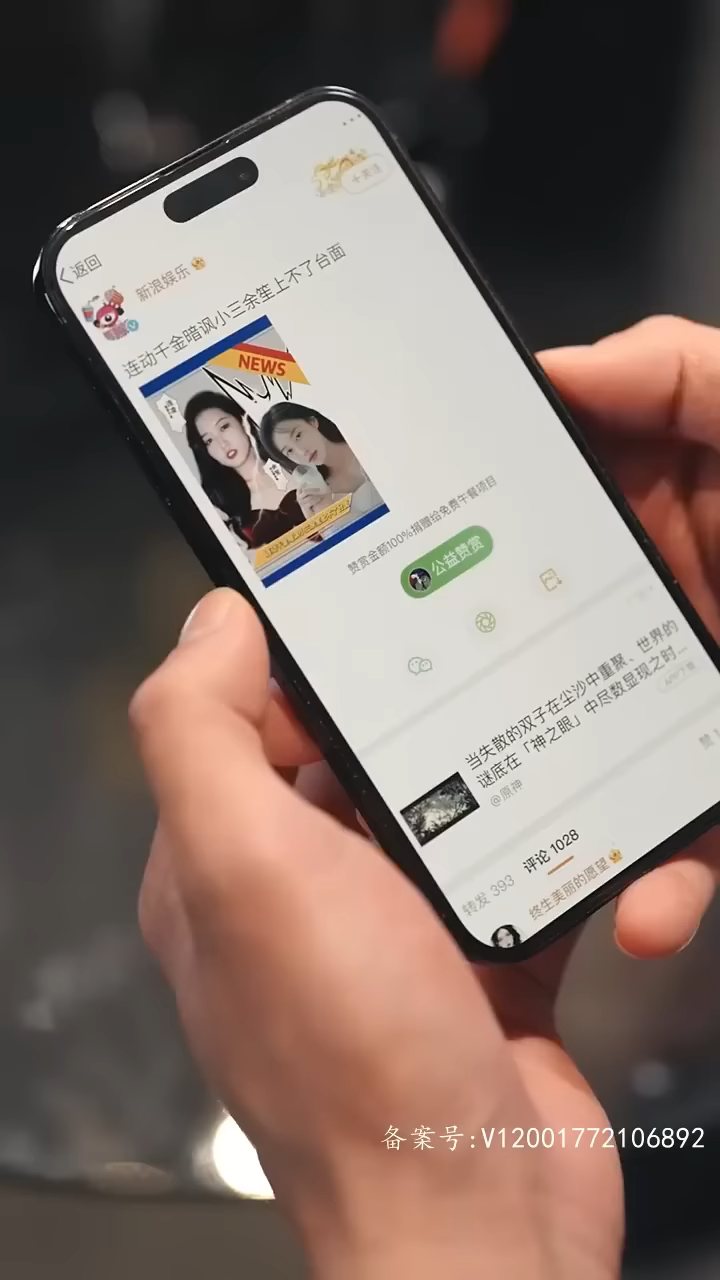 返回
+关注
新浪娱乐
连动千金暗讽小三余笙上不了台面
NEWS
赞赏金额100%捐赠给免费午餐项目
公益赞赏
当失散的双子在尘沙中重聚、世界的
谜底在「神之眼」中尽数显现之时…
@原神
转发 393 评论 1028
赞 1
终生美丽的愿望
备案号:V12001772106892